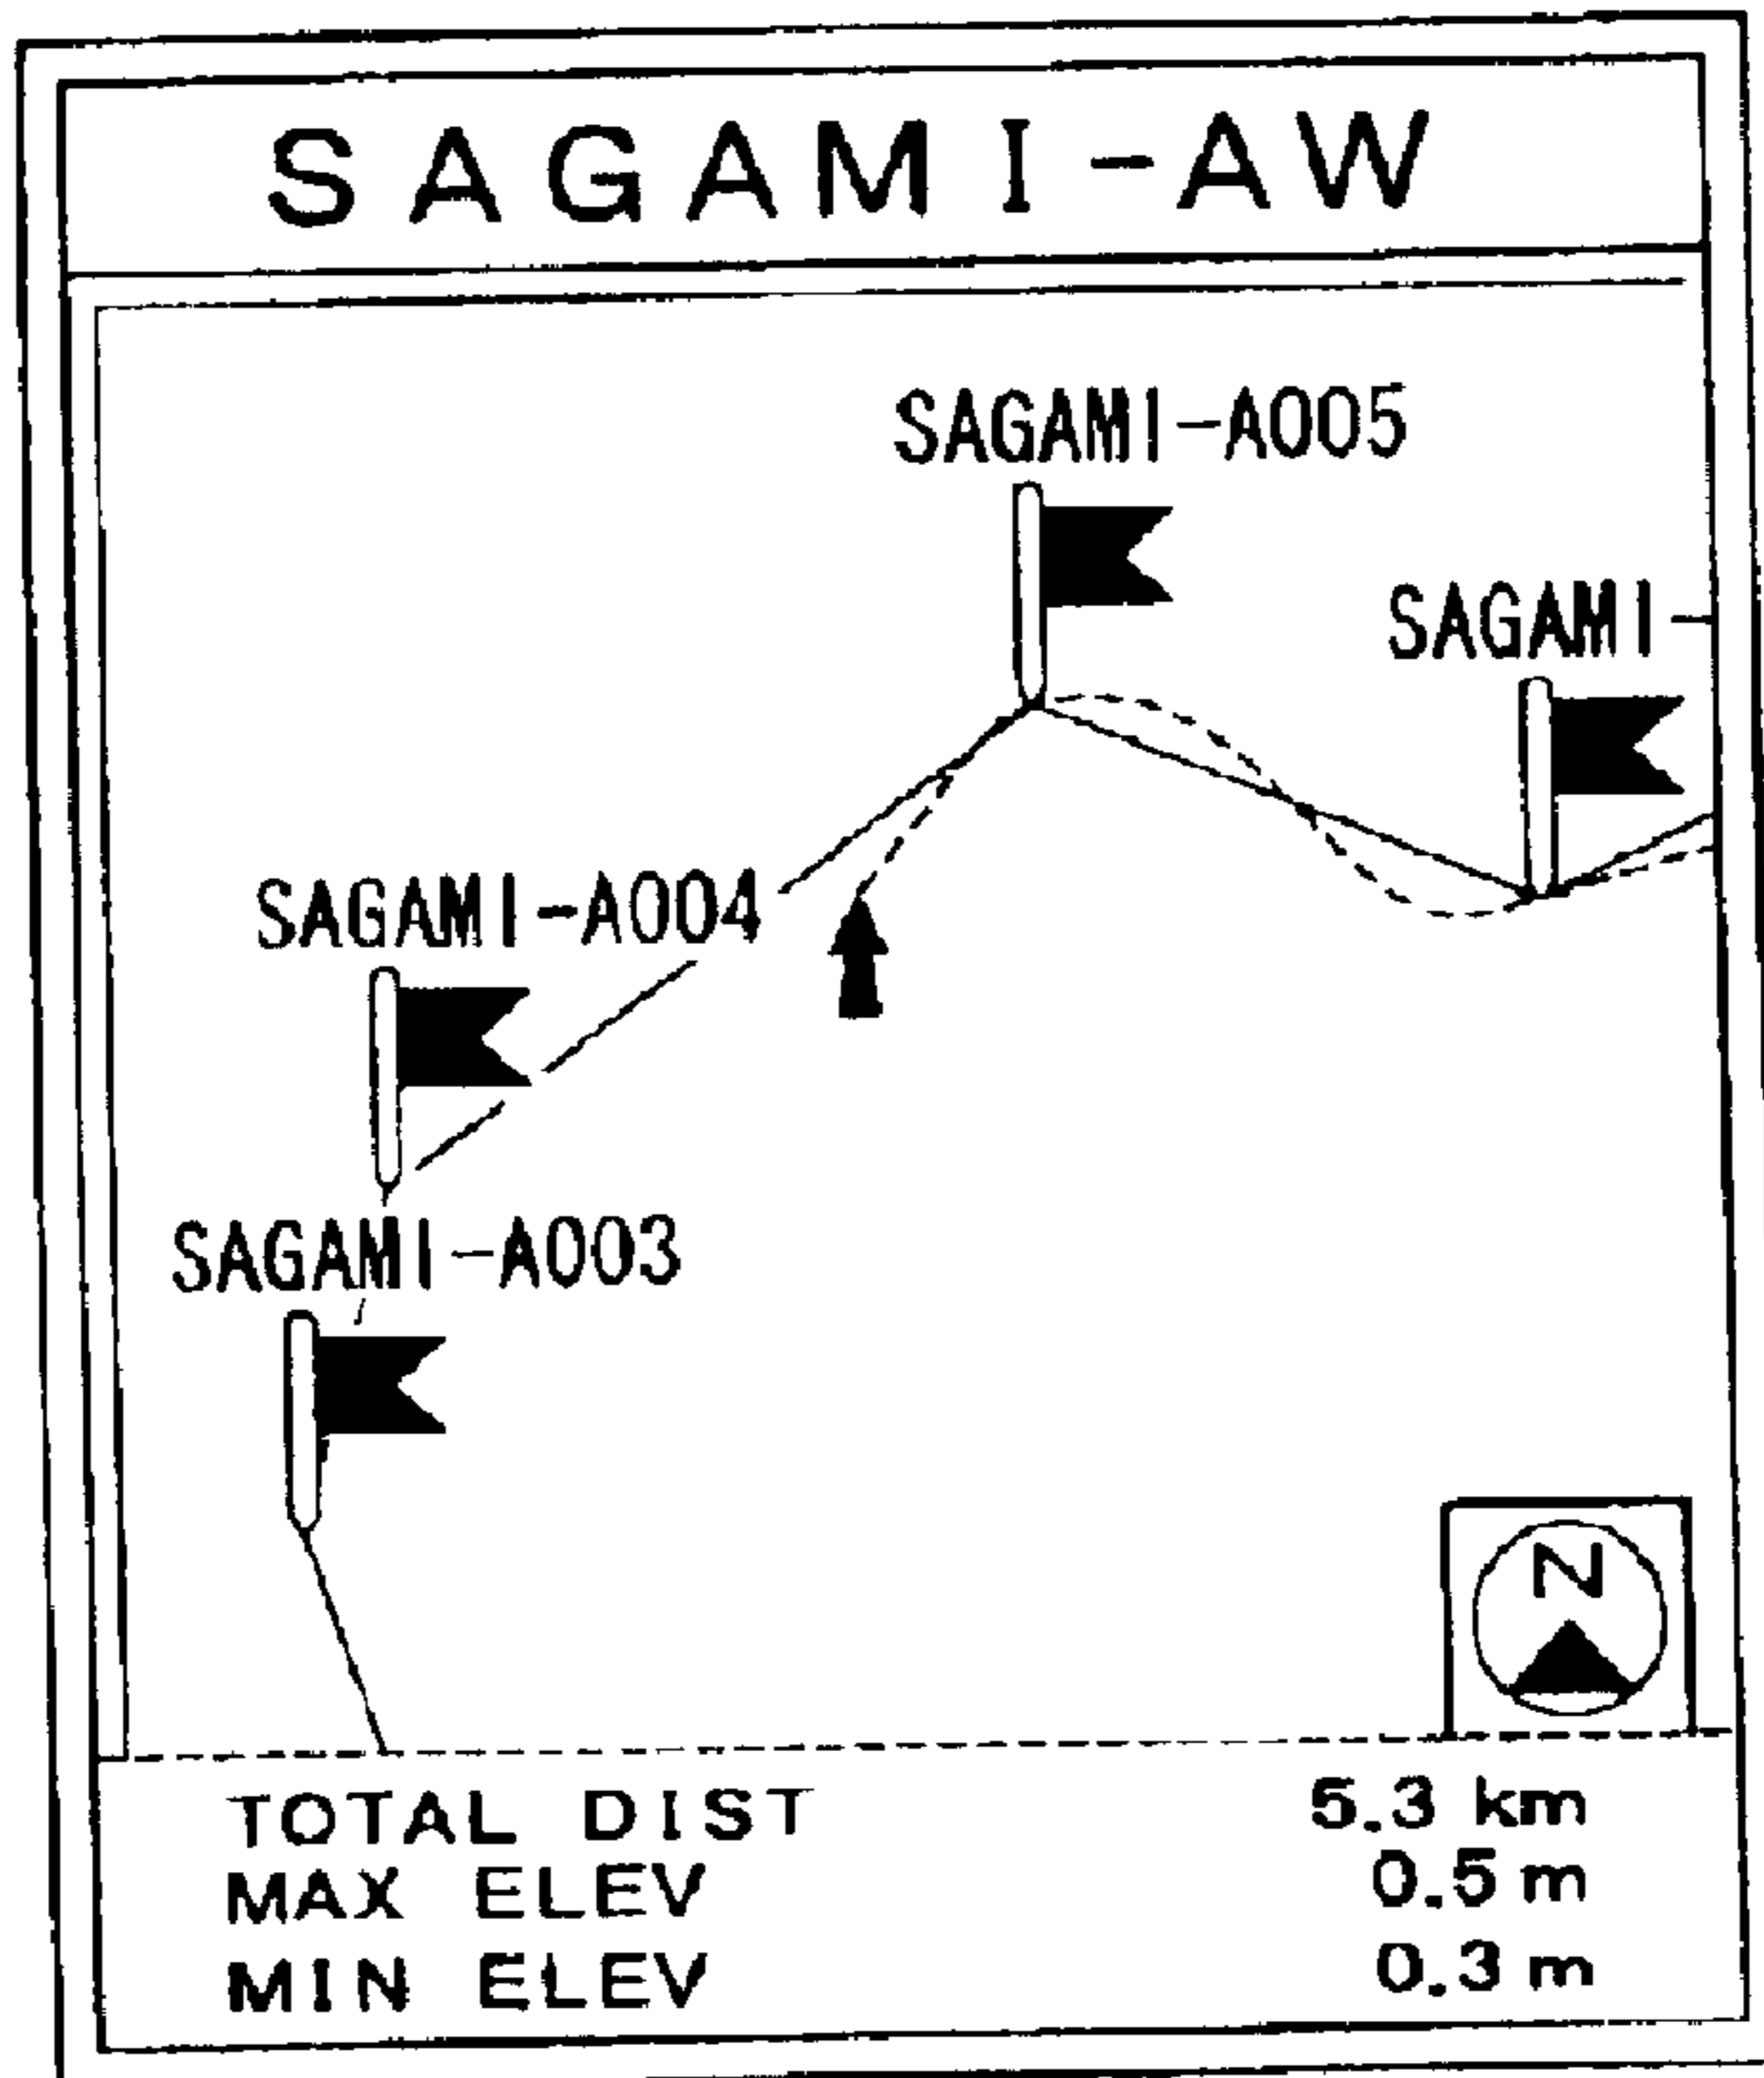 SAGAMI-AW
SAGAMI-A005
SAGAMI-
SAGAMI-A004
SAGAMI-A003
N
TOTAL DIST 5.3 km
MAX ELEV 0.5 m
MIN ELEV 0.3 m